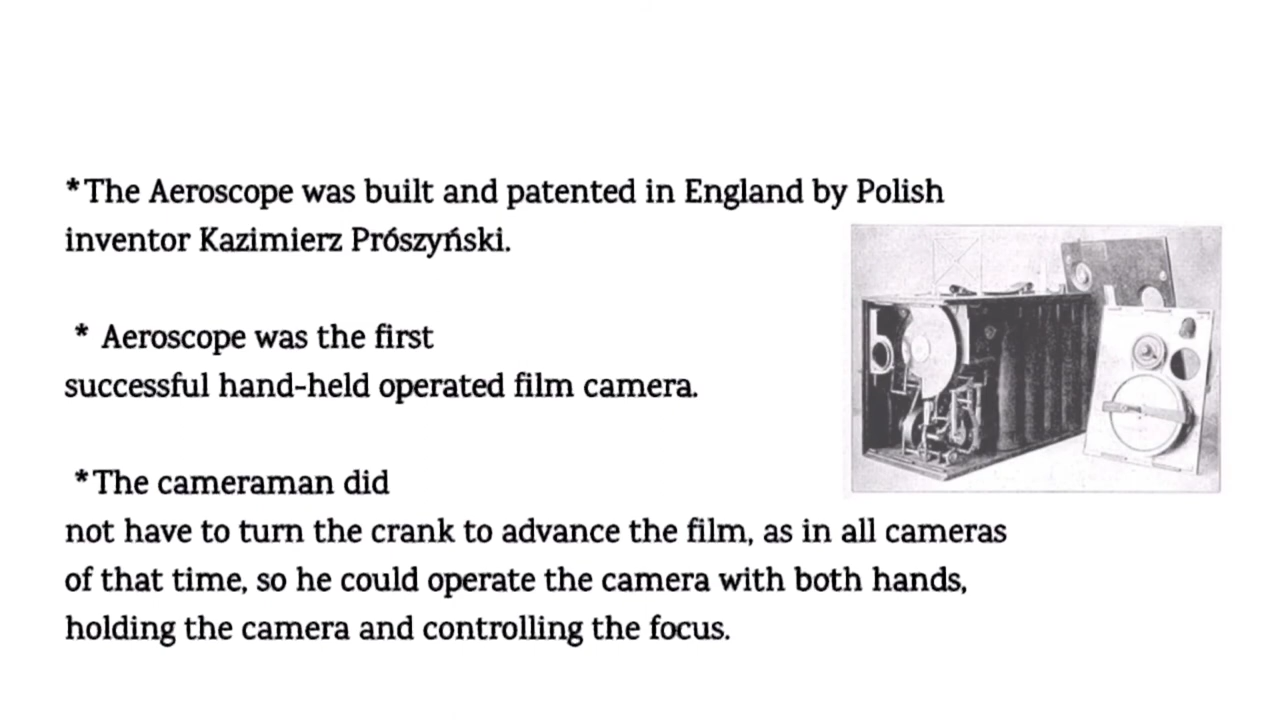 *The Aeroscope was built and patented in England by Polish
inventor Kazimierz Prószyński.
* Aeroscope was the first
successful hand-held operated film camera.
*The cameraman did
not have to turn the crank to advance the film, as in all cameras
of that time, so he could operate the camera with both hands,
holding the camera and controlling the focus.